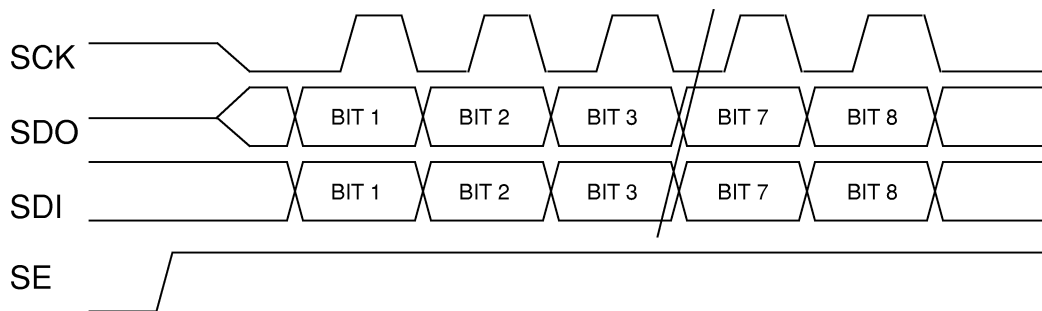 SCK
SDO BIT 1 BIT 2 BIT 3 BIT 7 BIT 8
SDI BIT 1 BIT 2 BIT 3 BIT 7 BIT 8
SE